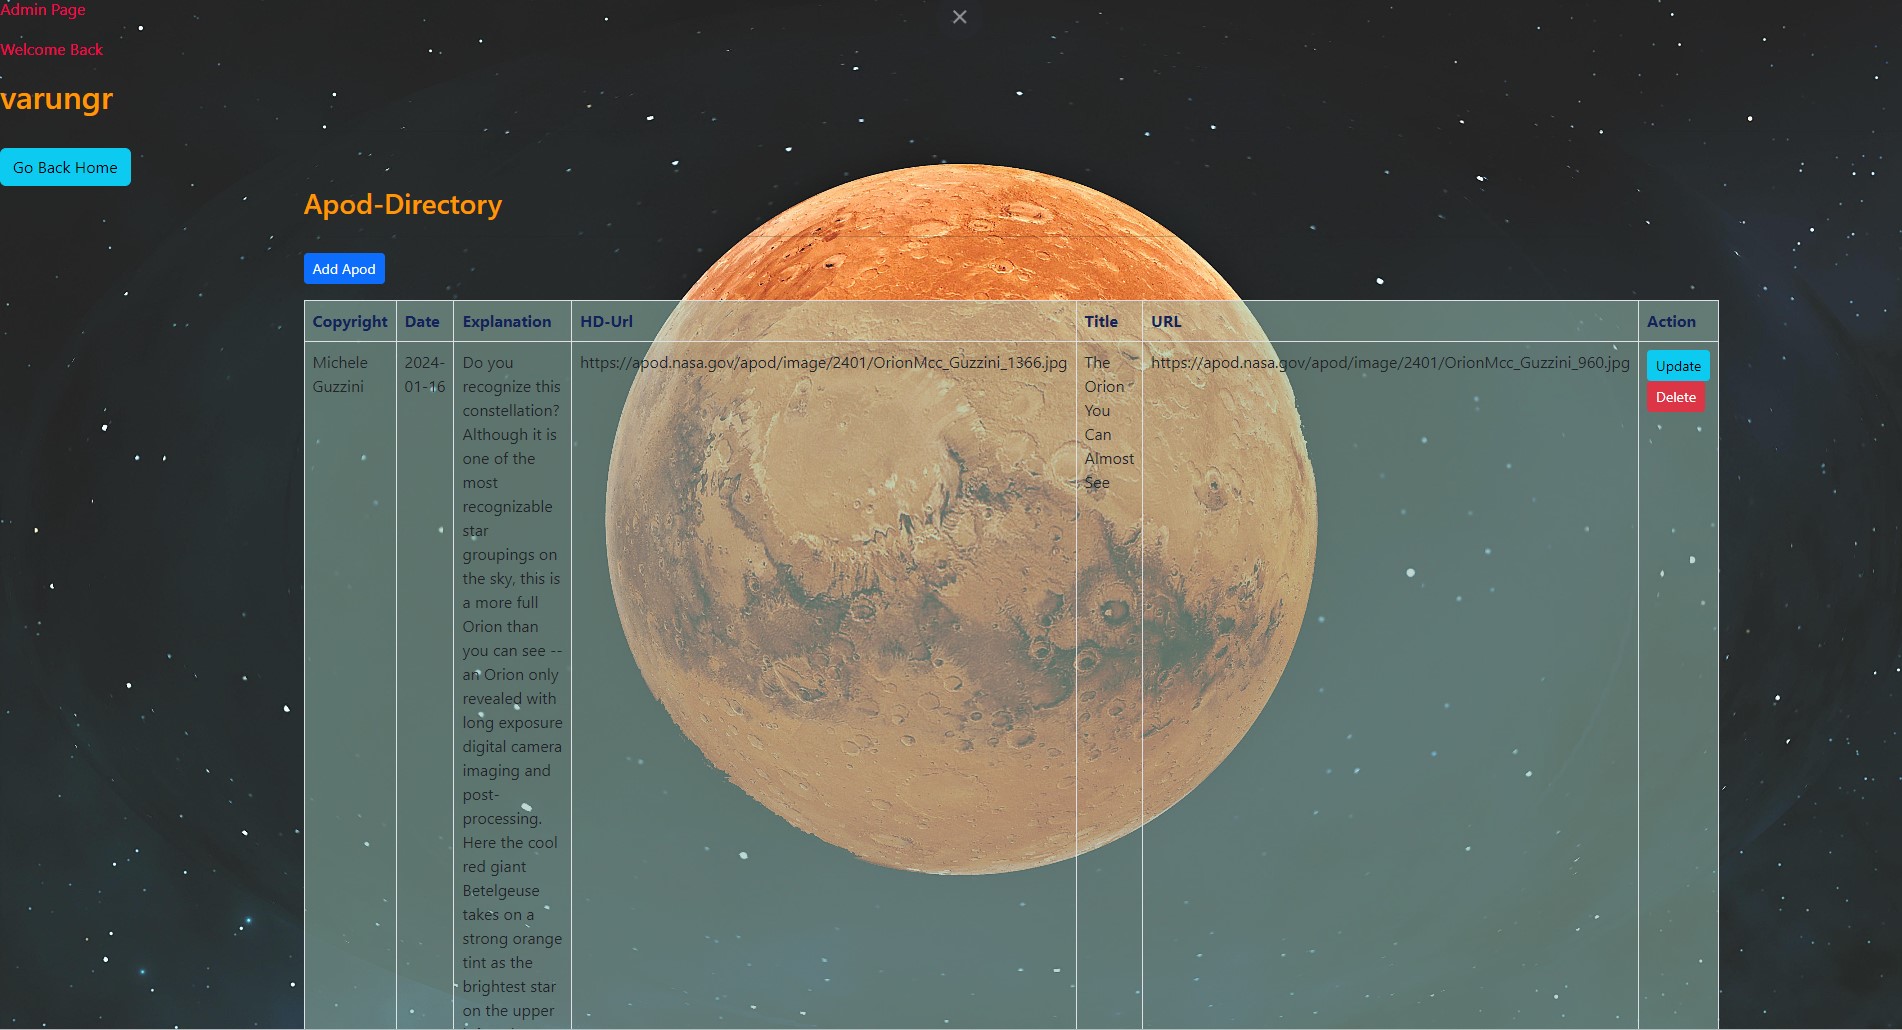 Admin Page
Welcome Back
varungr
Go Back Home
Apod-Directory
Add Apod
Copyright Date Explanation HD-Url Title URL Action
Michele
Guzzini
2024-
01-16
Do you
recognize this
constellation?
Although it is
one of the
most
recognizable
star
groupings on
the sky, this is
a more full
Orion than
you can see --
an Orion only
revealed with
long exposure
digital camera
imaging and
post-
processing.
Here the cool
red giant
Betelgeuse
takes on a
strong orange
tint as the
brightest star
on the upper
https://apod.nasa.gov/apod/image/2401/OrionMcc_Guzzini_1366.jpg
The
Orion
You
Can
Almost
See
https://apod.nasa.gov/apod/image/2401/OrionMcc_Guzzini_960.jpg
Update
Delete